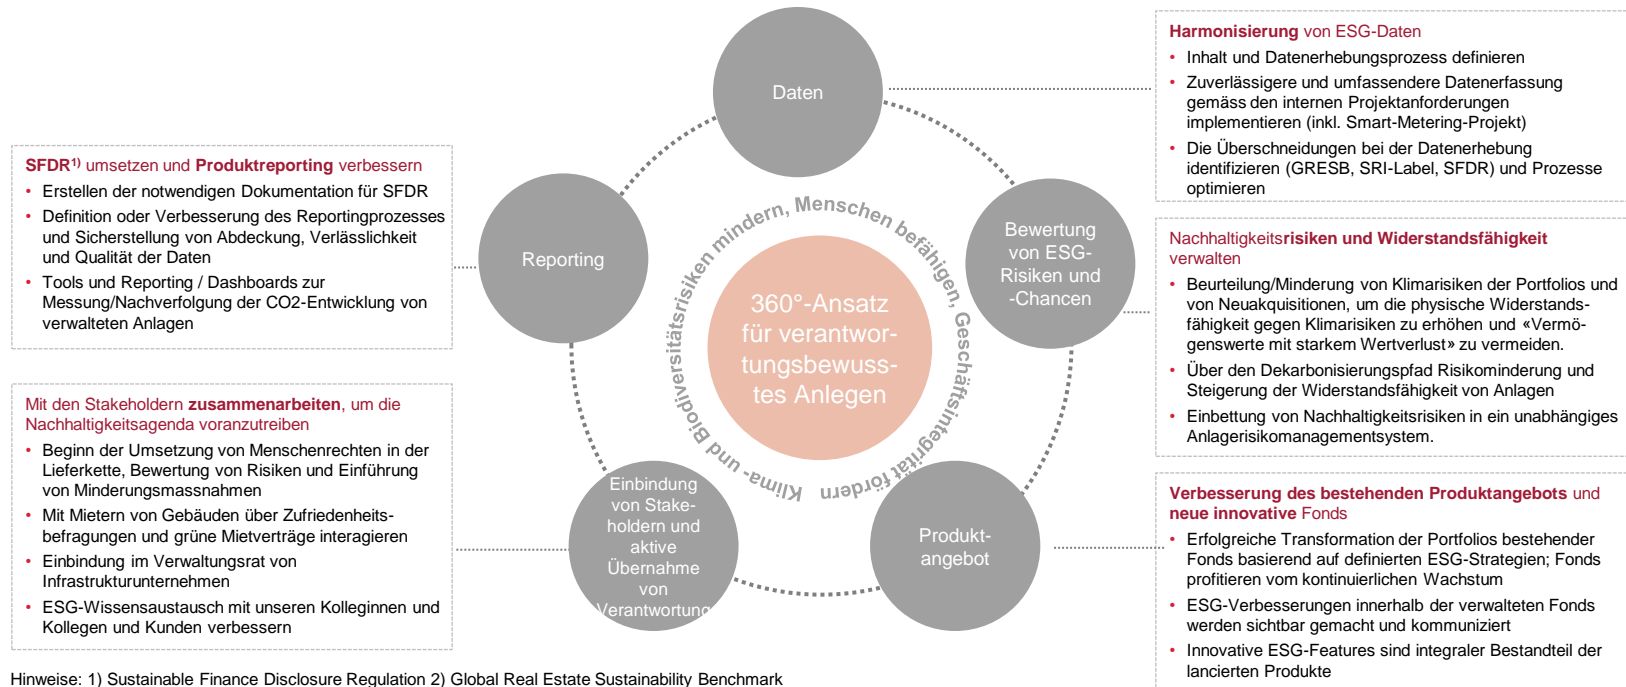 Daten
Harmonisierung von ESG-Daten
• Inhalt und Datenerhebungsprozess definieren
• Zuverlässigere und umfassendere Datenerfassung
gemäss den internen Projektanforderungen
implementieren (inkl. Smart-Metering-Projekt)
• Die Überschneidungen bei der Datenerhebung
identifizieren (GRESB, SRI-Label, SFDR) und Prozesse
optimieren
SFDR1) umsetzen und Produktreporting verbessern
• Erstellen der notwendigen Dokumentation für SFDR
• Definition oder Verbesserung des Reportingprozesses
und Sicherstellung von Abdeckung, Verlässlichkeit
und Qualität der Daten
• Tools und Reporting / Dashboards zur
Messung/Nachverfolgung der CO2-Entwicklung von
verwalteten Anlagen
Reporting
Klima- und Biodiversitätsrisiken mindern, Menschen befähigen, Geschäftsintegrität fördern
360°-Ansatz
für verantwor-
tungsbewuss-
tes Anlegen
Bewertung
von ESG-
Risiken und
-Chancen
Nachhaltigkeitsrisiken und Widerstandsfähigkeit
verwalten
• Beurteilung/Minderung von Klimarisiken der Portfolios und
von Neuakquisitionen, um die physische Widerstands-
fähigkeit gegen Klimarisiken zu erhöhen und «Vermö-
genswerte mit starkem Wertverlust» zu vermeiden.
• Über den Dekarbonisierungspfad Risikominderung und
Steigerung der Widerstandsfähigkeit von Anlagen
• Einbettung von Nachhaltigkeitsrisiken in ein unabhängiges
Anlagerisikomanagementsystem.
Mit den Stakeholdern zusammenarbeiten, um die
Nachhaltigkeitsagenda voranzutreiben
• Beginn der Umsetzung von Menschenrechten in der
Lieferkette, Bewertung von Risiken und Einführung
von Minderungsmassnahmen
• Mit Mietern von Gebäuden über Zufriedenheits-
befragungen und grüne Mietverträge interagieren
• Einbindung im Verwaltungsrat von
Infrastrukturunternehmen
• ESG-Wissensaustausch mit unseren Kolleginnen und
Kollegen und Kunden verbessern
Einbindung
von Stake-
holdern und
aktive
Übernahme
von
Verantwortung
Produkt-
angebot
Verbesserung des bestehenden Produktangebots und
neue innovative Fonds
• Erfolgreiche Transformation der Portfolios bestehender
Fonds basierend auf definierten ESG-Strategien; Fonds
profitieren vom kontinuierlichen Wachstum
• ESG-Verbesserungen innerhalb der verwalteten Fonds
werden sichtbar gemacht und kommuniziert
• Innovative ESG-Features sind integraler Bestandteil der
lancierten Produkte
Hinweise: 1) Sustainable Finance Disclosure Regulation 2) Global Real Estate Sustainability Benchmark